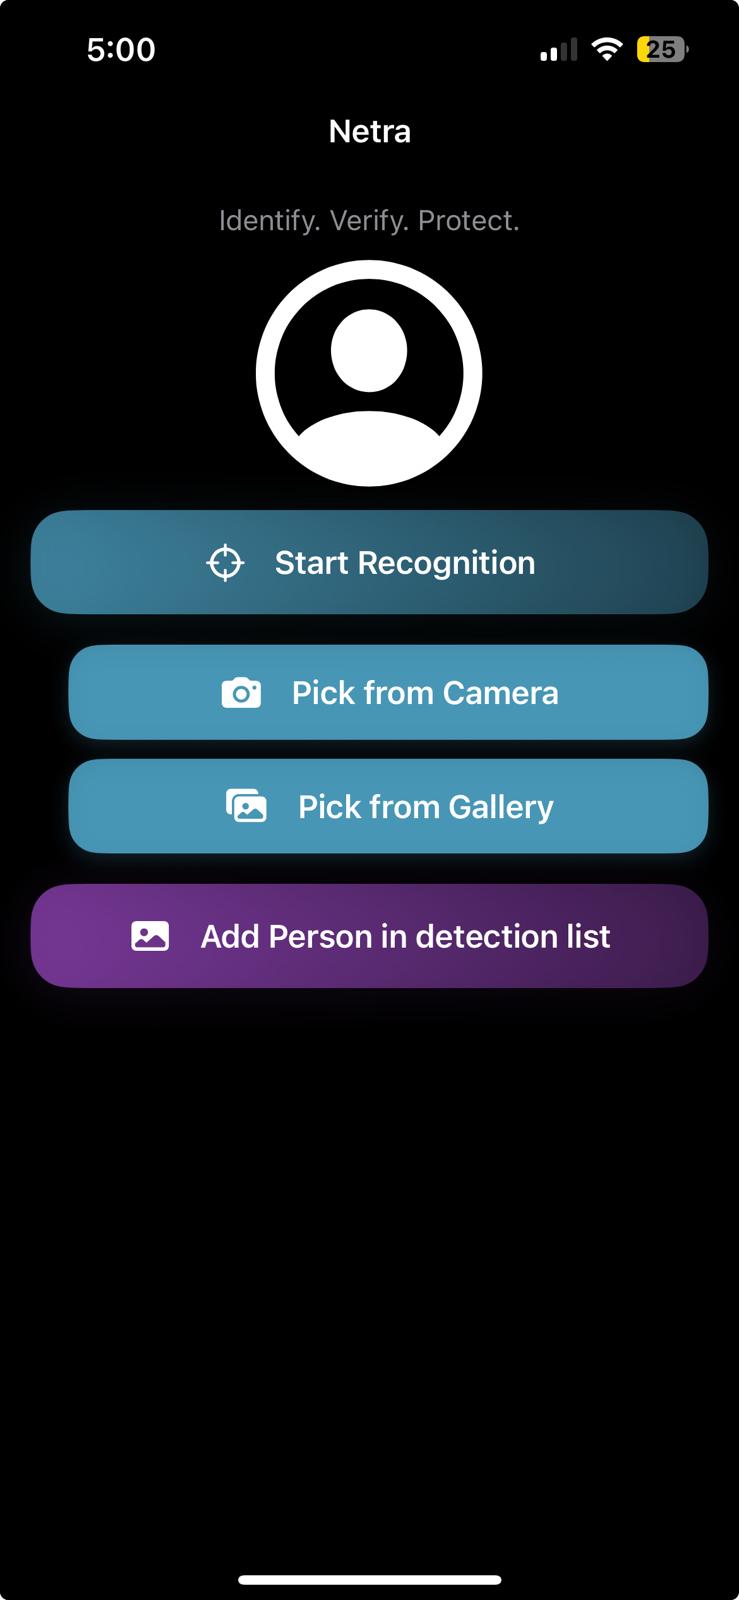 5:00
25
Netra
Identify. Verify. Protect.
Start Recognition
Pick from Camera
Pick from Gallery
Add Person in detection list